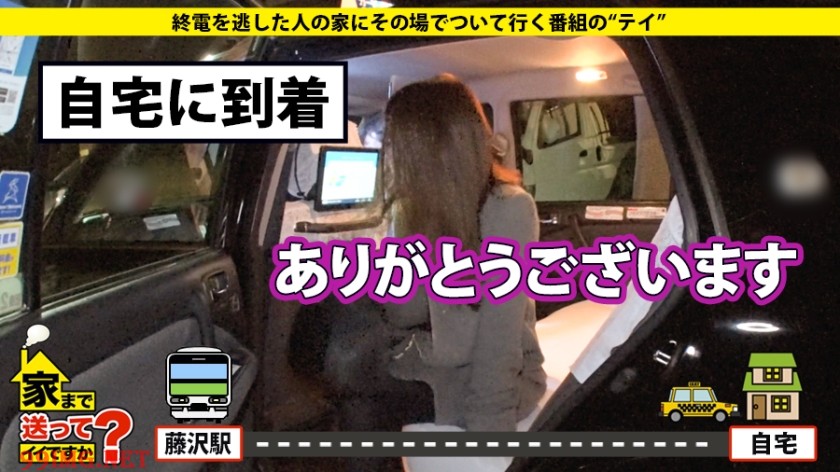 終電を逃した人の家にその場でついて行く番組の“テイ”
自宅に到着
ありがとうございます
家まで
送って
イイですか
?
藤沢駅
自宅